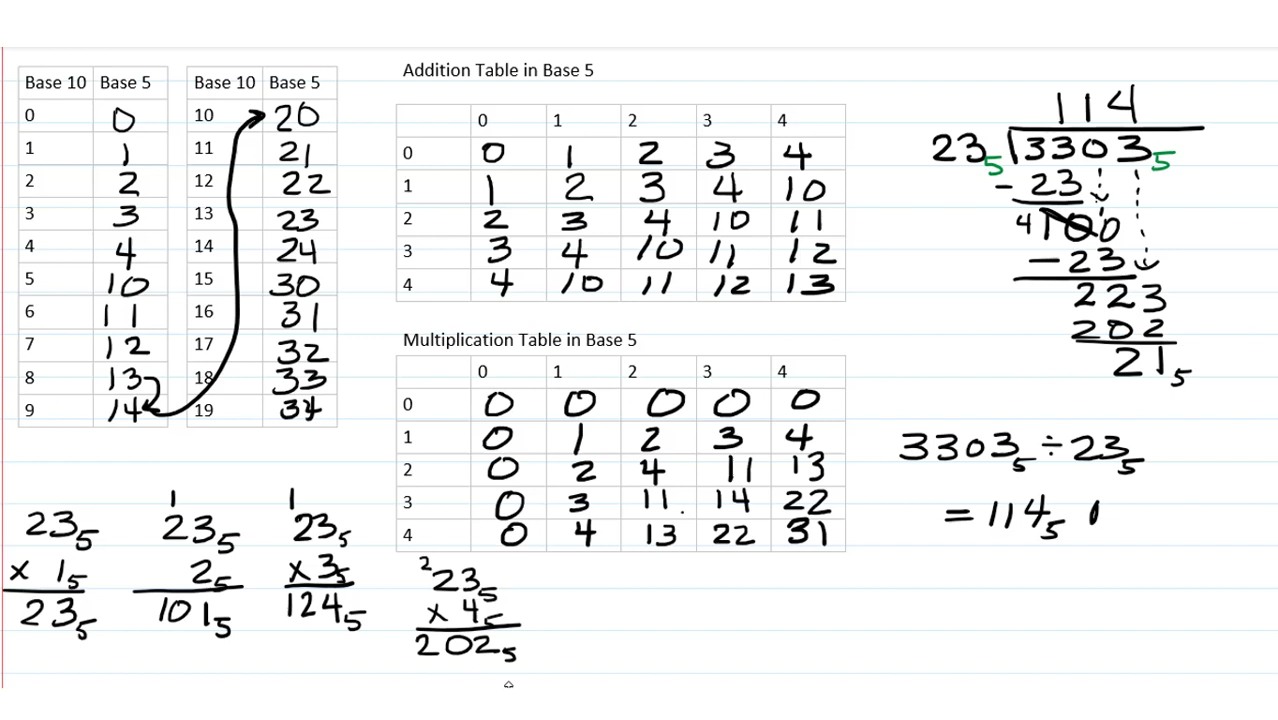 Base 10 Base 5
0 0
1 1
2 2
3 3
4 4
5 10
6 11
7 12
8 13
9 14
Base 10 Base 5
10 20
11 21
12 22
13 23
14 24
15 30
16 31
17 32
18 33
19 34
Addition Table in Base 5
0 1 2 3 4
0 0 1 2 3 4
1 1 2 3 4 10
2 2 3 4 10 11
3 3 4 10 11 12
4 4 10 11 12 13
Multiplication Table in Base 5
0 1 2 3 4
0 0 0 0 0 0
1 0 1 2 3 4
2 0 2 4 11 13
3 0 3 11 14 22
4 0 4 13 22 31
114
23₅ 3303₅
- 23
4 100
- 23
223
202
21₅
3303₅ ÷ 23₅
= 114₅
23₅
× 1₅
23₅
1
23₅
2₅
101₅
1
23₅
× 3₅
124₅
2
23₅
× 4₅
202₅